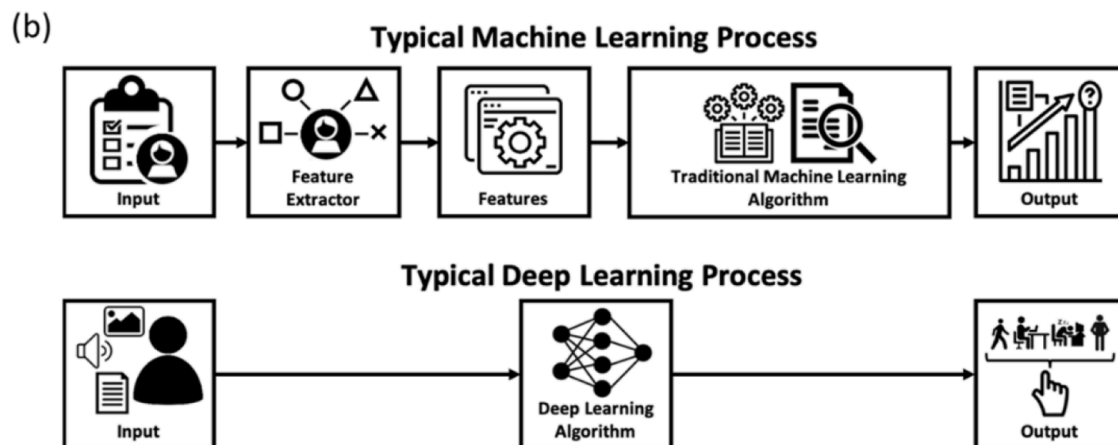 (b)
Typical Machine Learning Process
Input
Feature
Extractor
Features
Traditional Machine Learning
Algorithm
?
Output
Typical Deep Learning Process
Input
Deep Learning
Algorithm
Zz
Output